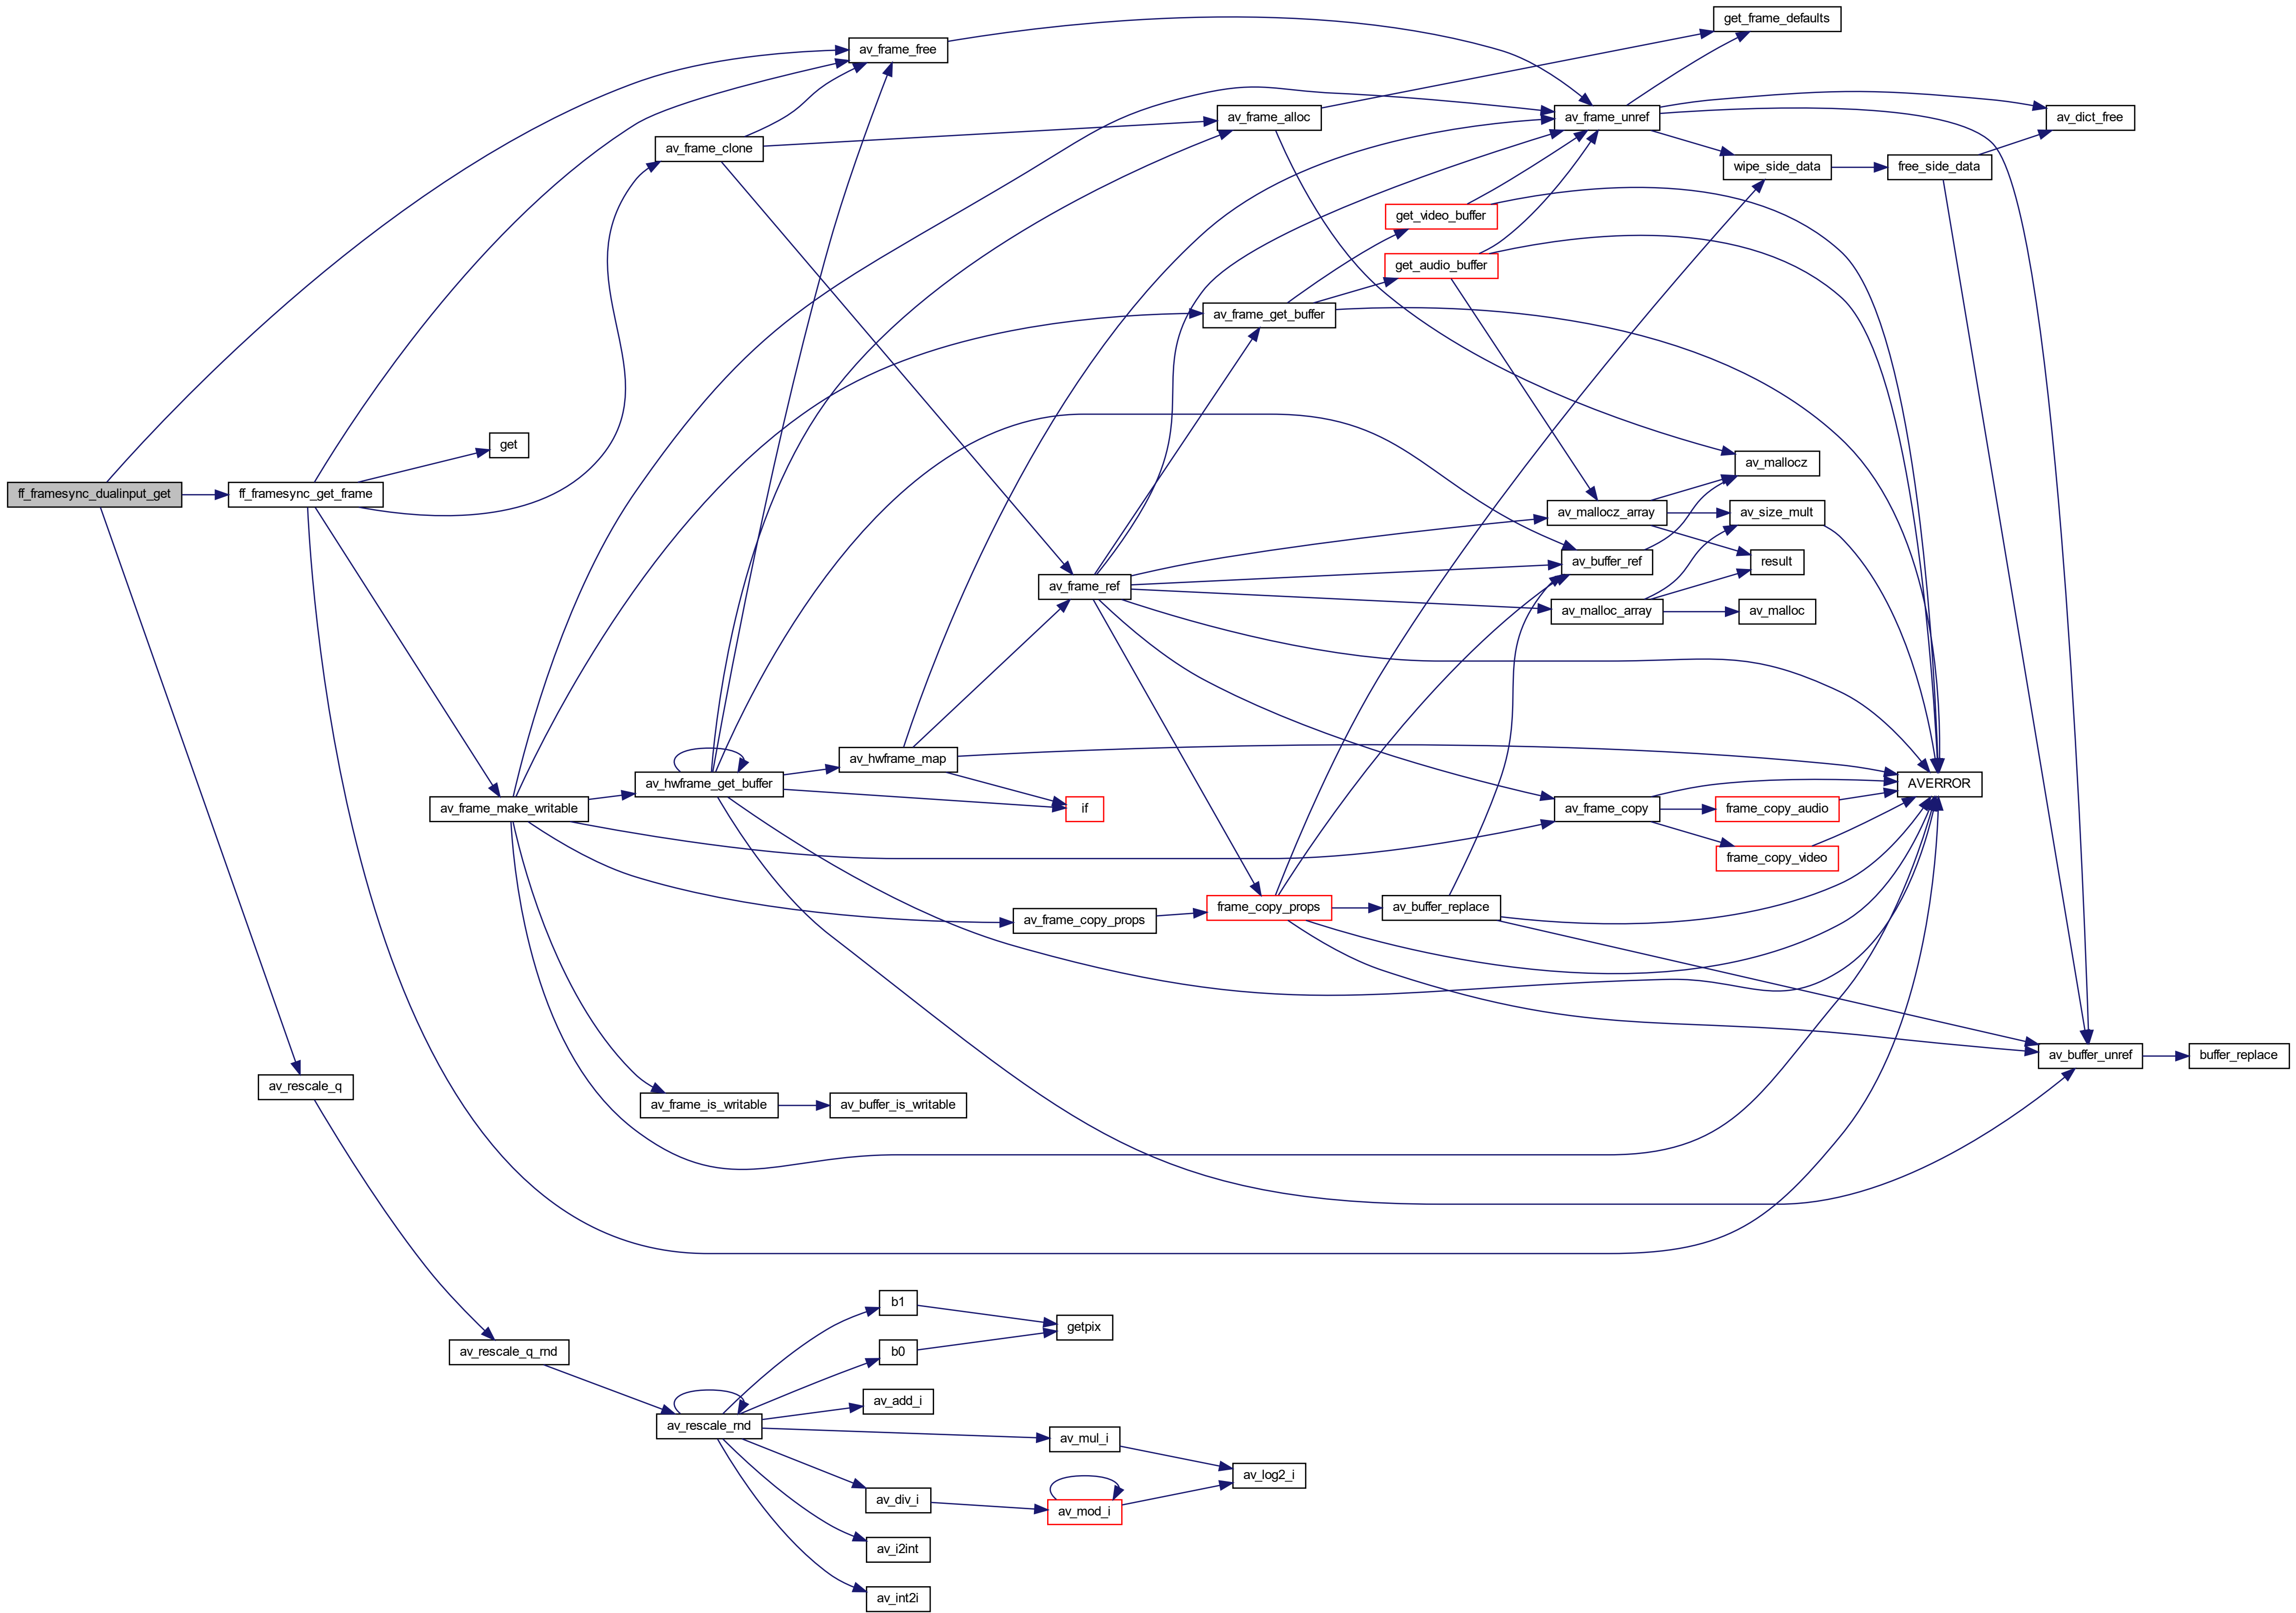 get_frame_defaults
av_frame_free
av_frame_alloc
av_frame_unref
av_dict_free
av_frame_clone
wipe_side_data
free_side_data
get_video_buffer
get_audio_buffer
av_frame_get_buffer
get
av_mallocz
ff_framesync_dualinput_get
ff_framesync_get_frame
av_mallocz_array
av_size_mult
av_buffer_ref
result
av_frame_ref
av_malloc_array
av_malloc
av_hwframe_map
av_hwframe_get_buffer
AVERROR
av_frame_make_writable
if
av_frame_copy
frame_copy_audio
frame_copy_video
frame_copy_props
av_buffer_replace
av_frame_copy_props
av_buffer_unref
buffer_replace
av_rescale_q
av_frame_is_writable
av_buffer_is_writable
b1
getpix
av_rescale_q_rnd
b0
av_add_i
av_rescale_rnd
av_mul_i
av_log2_i
av_div_i
av_mod_i
av_i2int
av_int2i